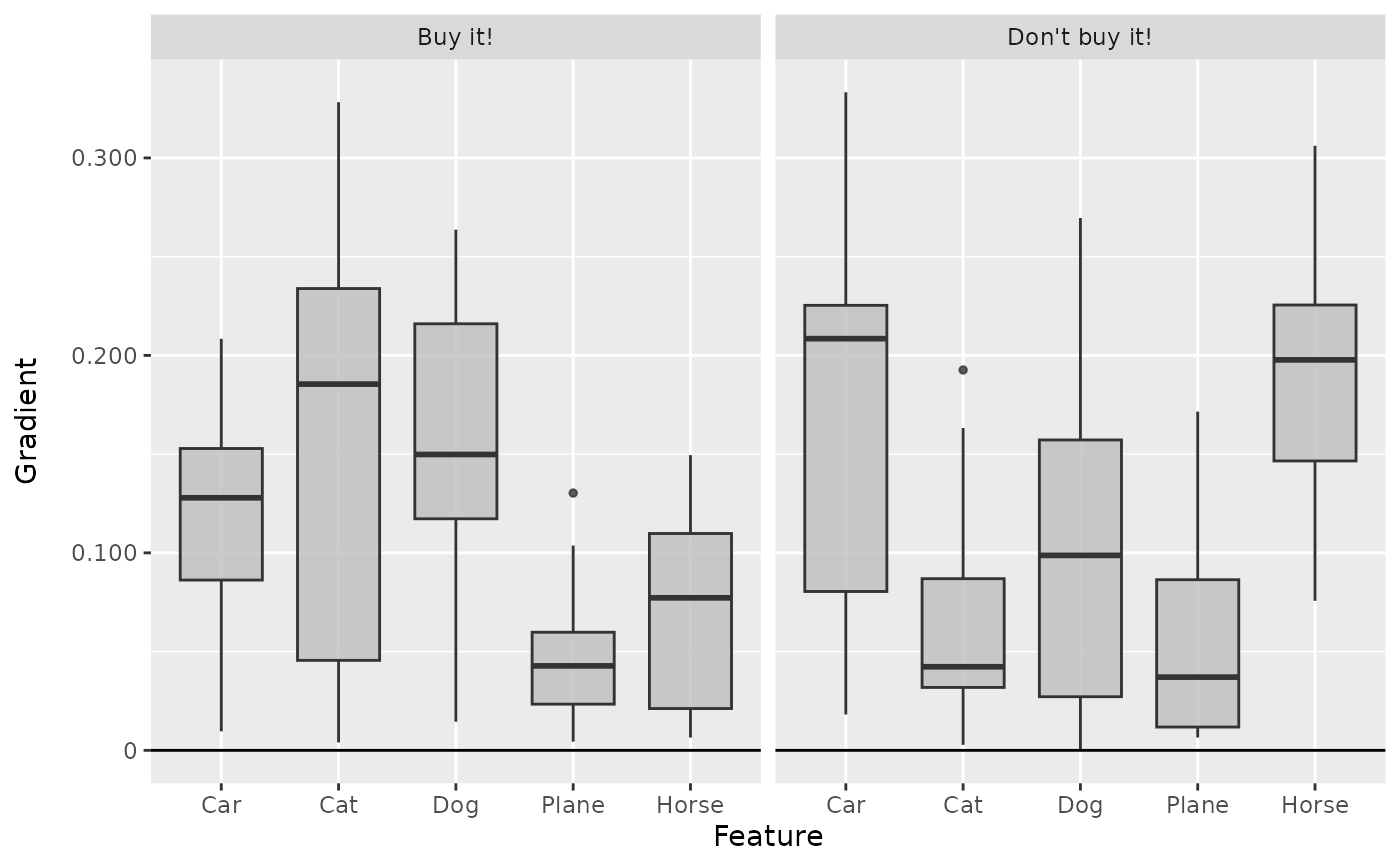 Buy it!
Don't buy it!
Gradient
0.300
0.200
0.100
0
Car Cat Dog Plane Horse
Car Cat Dog Plane Horse
Feature